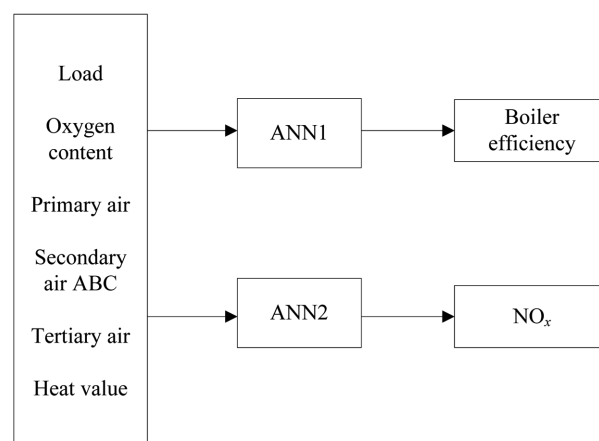 Load
Oxygen
content
Primary air
Secondary
air ABC
Tertiary air
Heat value
ANN1
Boiler
efficiency
ANN2
NOx